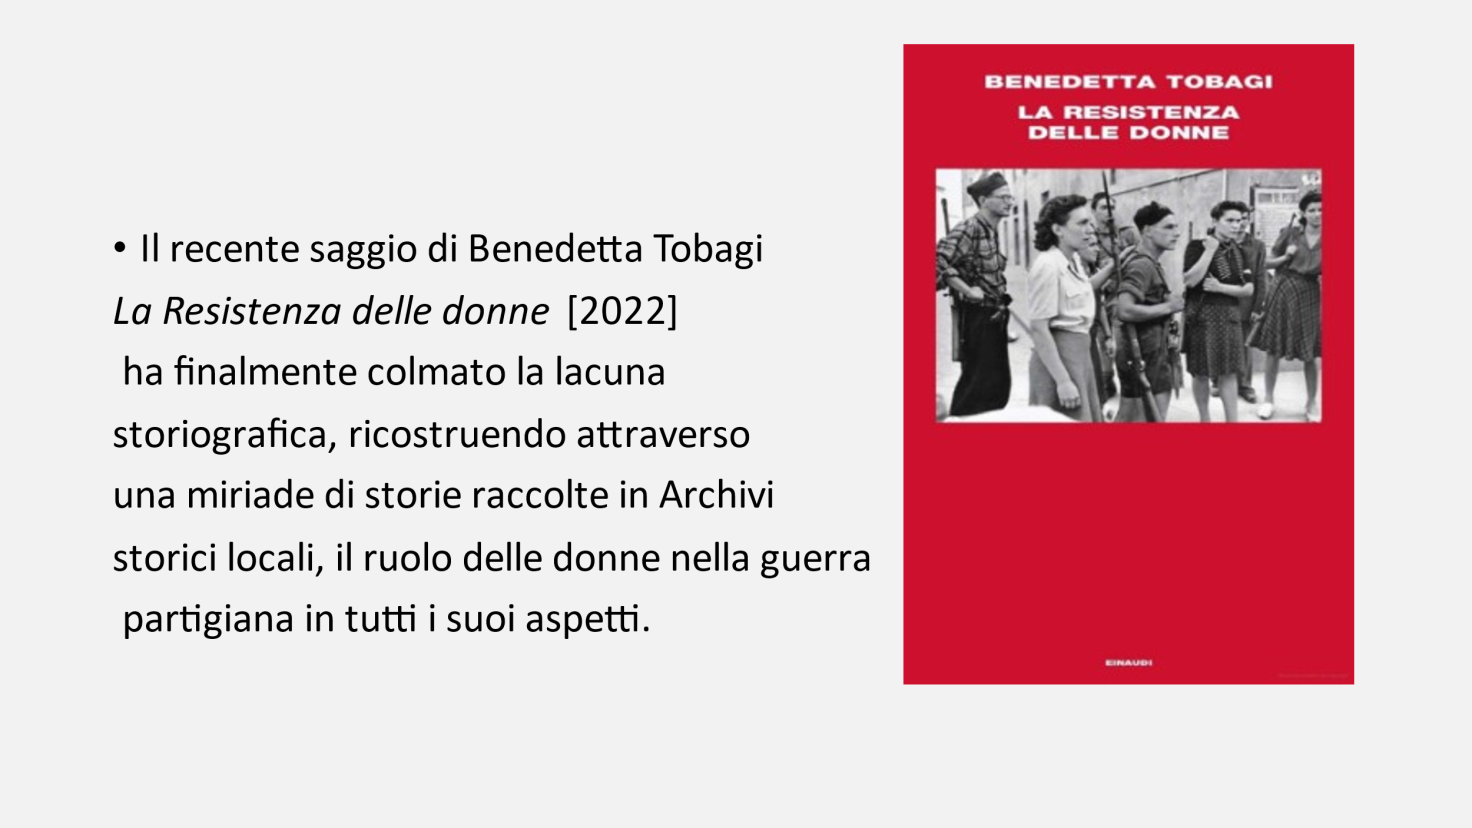 • Il recente saggio di Benedetta Tobagi
La Resistenza delle donne [2022]
ha finalmente colmato la lacuna
storiografica, ricostruendo attraverso
una miriade di storie raccolte in Archivi
storici locali, il ruolo delle donne nella guerra
partigiana in tutti i suoi aspetti.
BENEDETTA TOBAGI
LA RESISTENZA
DELLE DONNE
EINAUDI